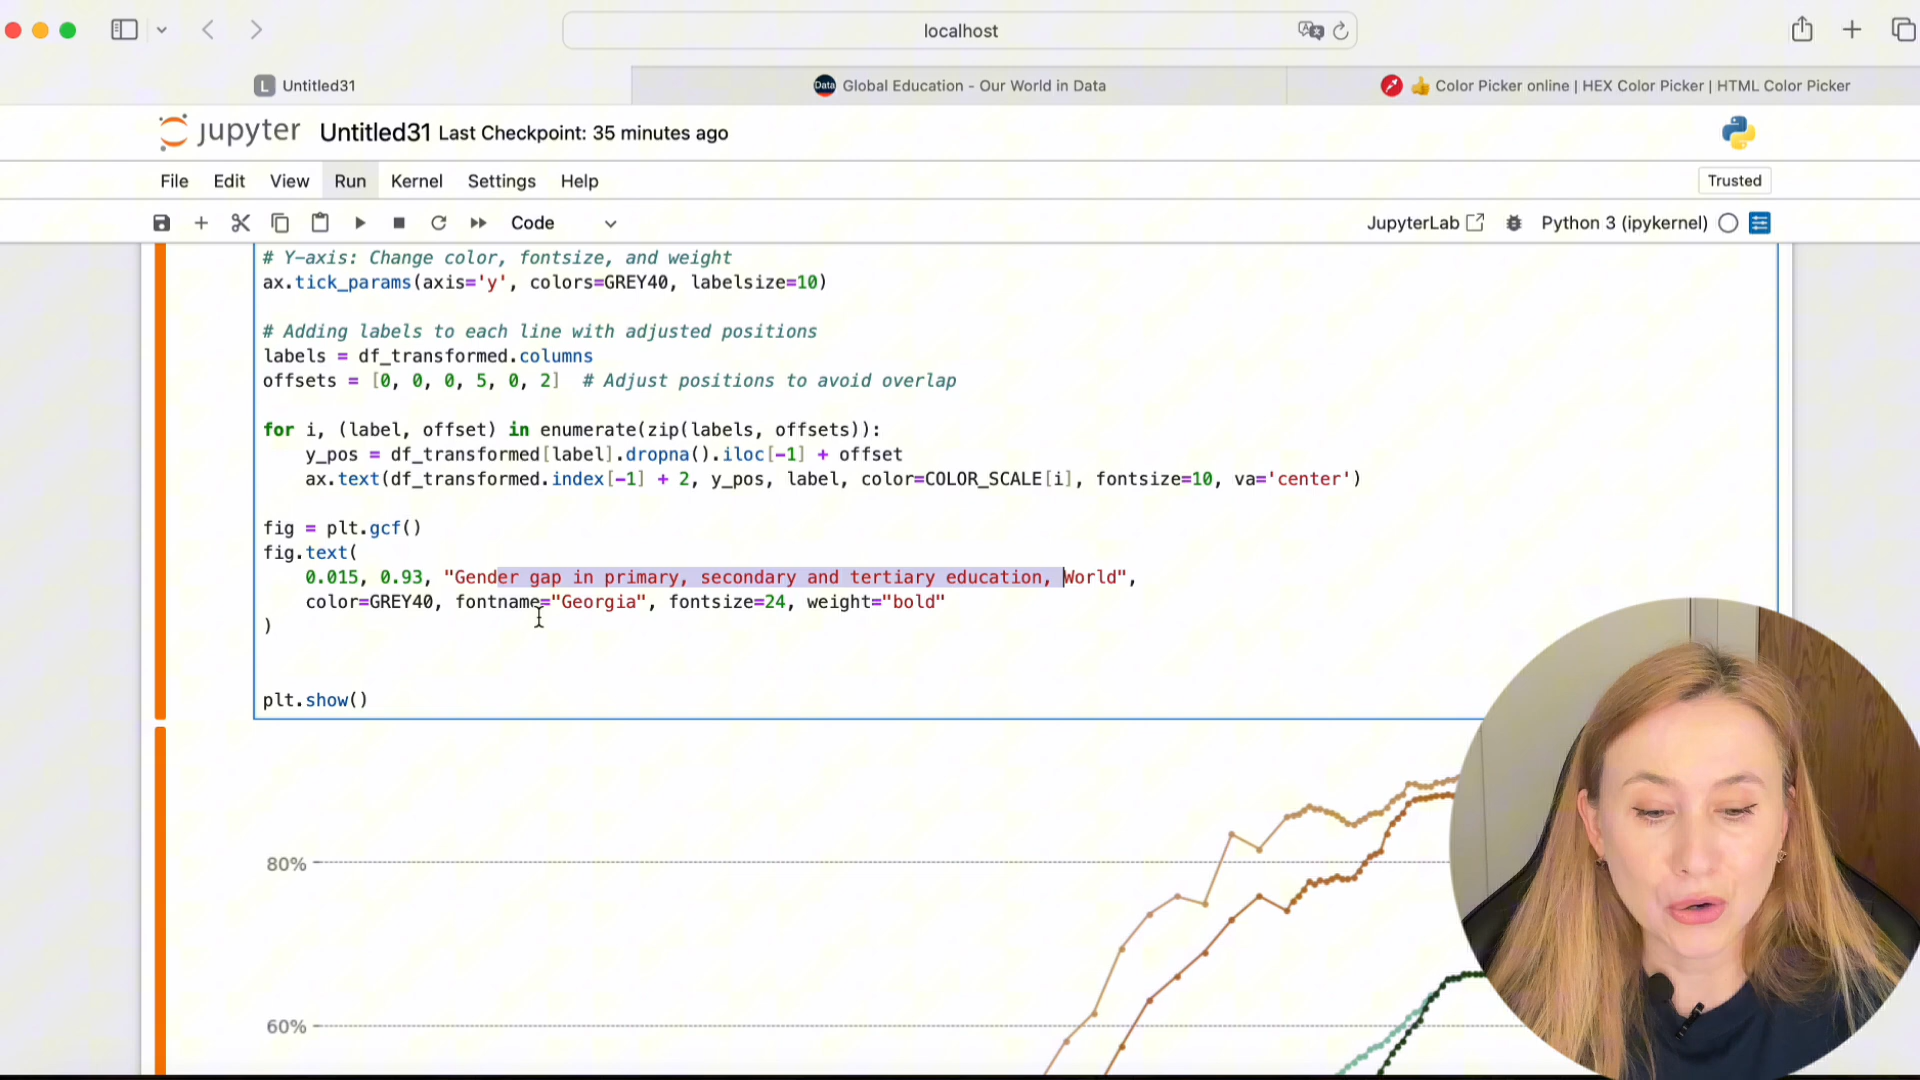 localhost
Untitled31
Data
Global Education - Our World in Data
👍 Color Picker online | HEX Color Picker | HTML Color Picker
jupyter Untitled31 Last Checkpoint: 35 minutes ago
File Edit View Run Kernel Settings Help
Trusted
Code
JupyterLab
Python 3 (ipykernel)
# Y-axis: Change color, fontsize, and weight
ax.tick_params(axis='y', colors=GREY40, labelsize=10)
# Adding labels to each line with adjusted positions
labels = df_transformed.columns
offsets = [0, 0, 0, 5, 0, 2]  # Adjust positions to avoid overlap
for i, (label, offset) in enumerate(zip(labels, offsets)):
    y_pos = df_transformed[label].dropna().iloc[-1] + offset
    ax.text(df_transformed.index[-1] + 2, y_pos, label, color=COLOR_SCALE[i], fontsize=10, va='center')
fig = plt.gcf()
fig.text(
    0.015, 0.93, "Gender gap in primary, secondary and tertiary education, World",
    color=GREY40, fontname="Georgia", fontsize=24, weight="bold"
)
plt.show()
80%
60%